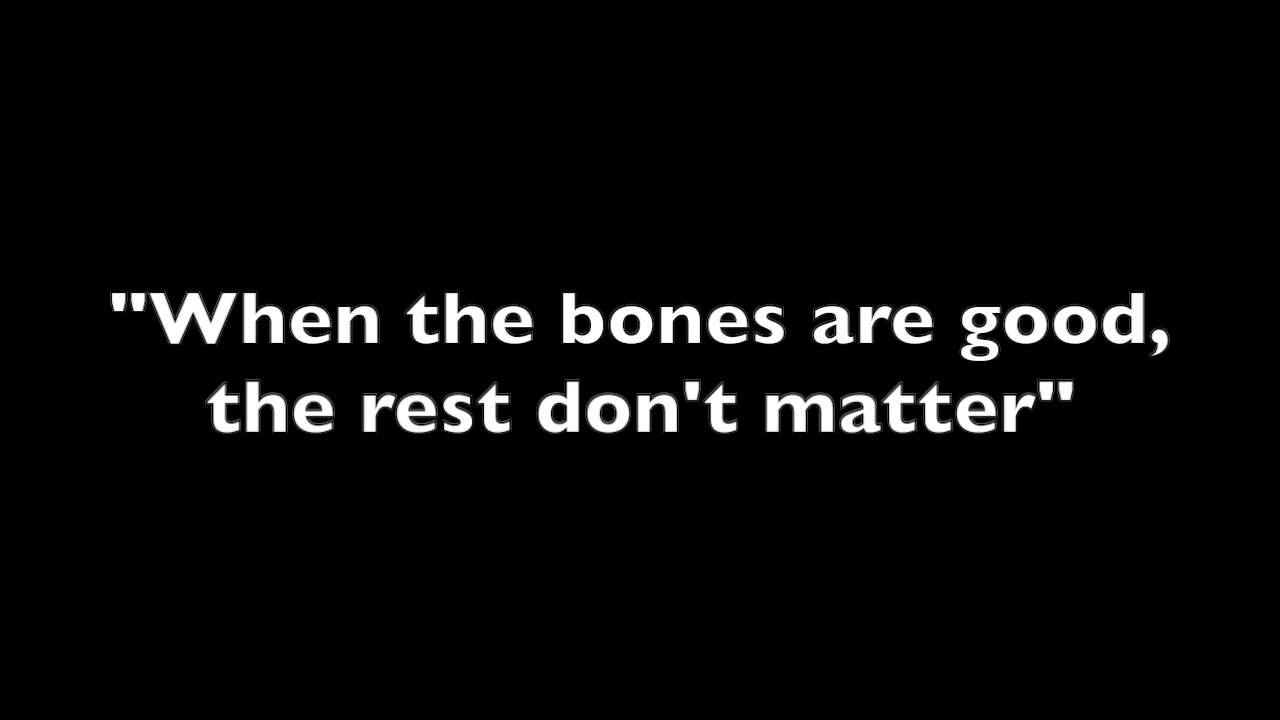 "When the bones are good,
the rest don't matter"